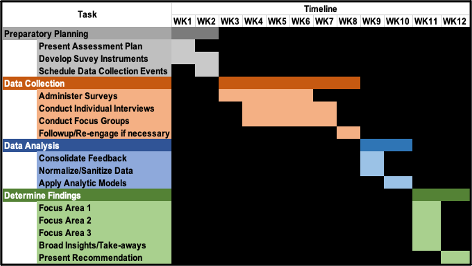 Task Timeline
WK1 WK2 WK3 WK4 WK5 WK6 WK7 WK8 WK9 WK10 WK11 WK12
Preparatory Planning
Present Assessment Plan
Develop Suvey Instruments
Schedule Data Collection Events
Data Collection
Administer Surveys
Conduct Individual Interviews
Conduct Focus Groups
Followup/Re-engage if necessary
Data Analysis
Consolidate Feedback
Normalize/Sanitize Data
Apply Analytic Models
Determine Findings
Focus Area 1
Focus Area 2
Focus Area 3
Broad Insights/Take-aways
Present Recommendation